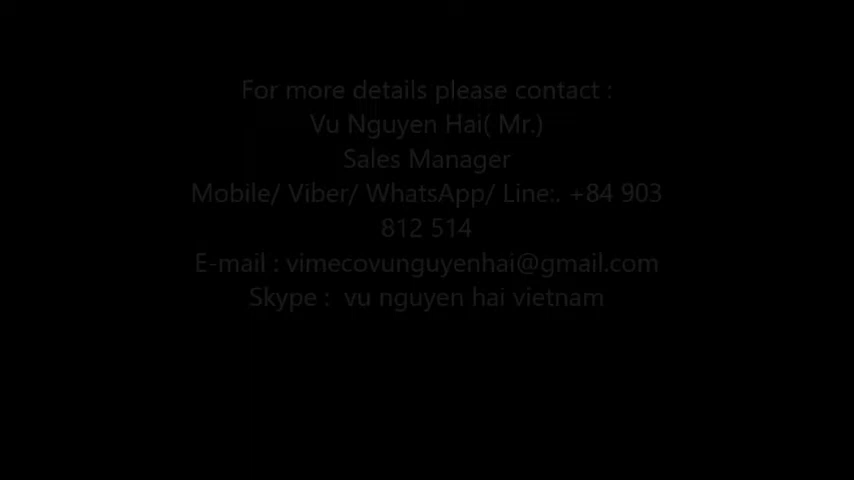 For more details please contact :
Vu Nguyen Hai( Mr.)
Sales Manager
Mobile/ Viber/ WhatsApp/ Line:. +84 903
812 514
E-mail : vimecovunguyenhai@gmail.com
Skype :  vu nguyen hai vietnam